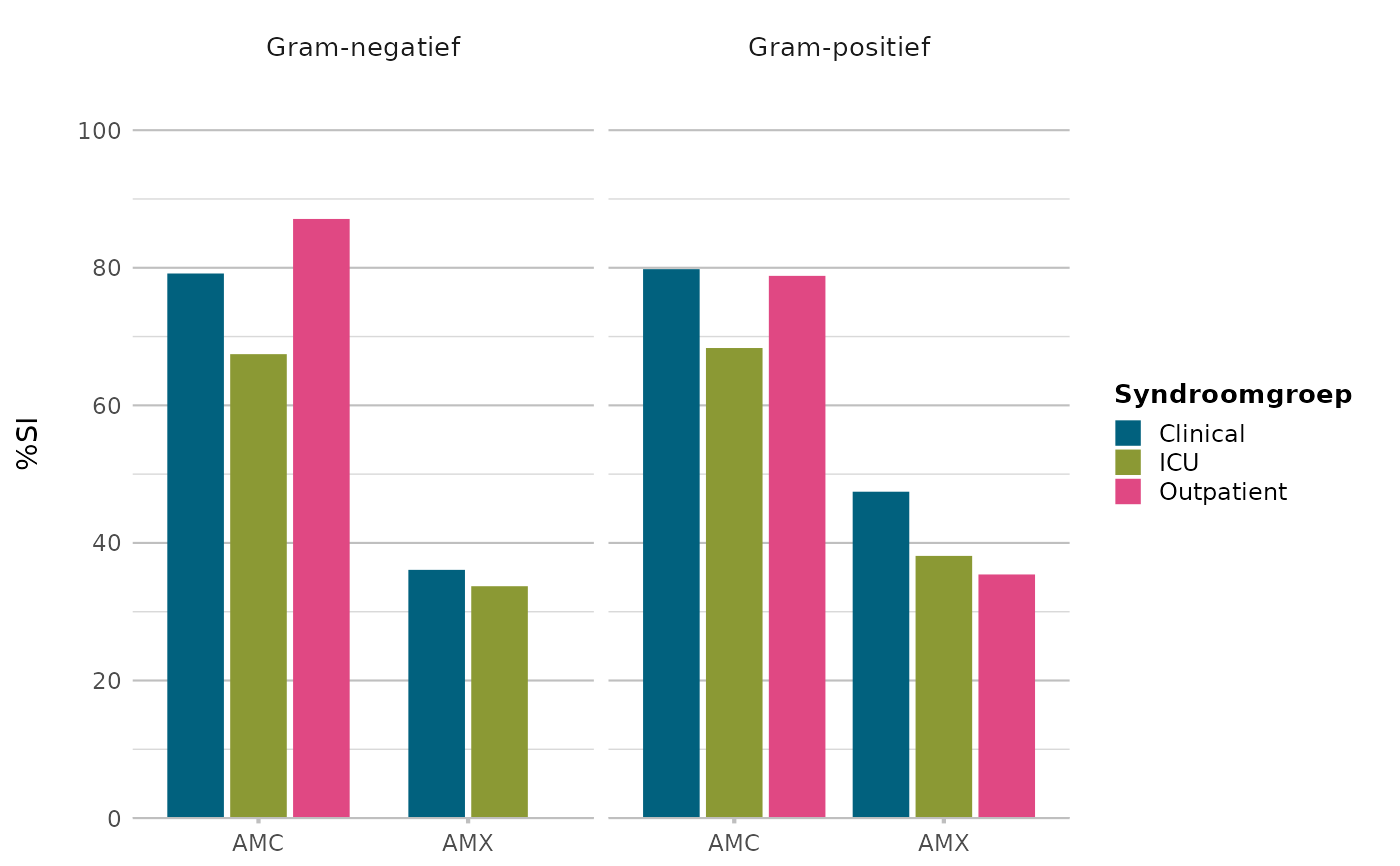 Gram-negatief
Gram-positief
100
80
60
40
20
0
%SI
AMC
AMX
AMC
AMX
Syndroomgroep
Clinical
ICU
Outpatient